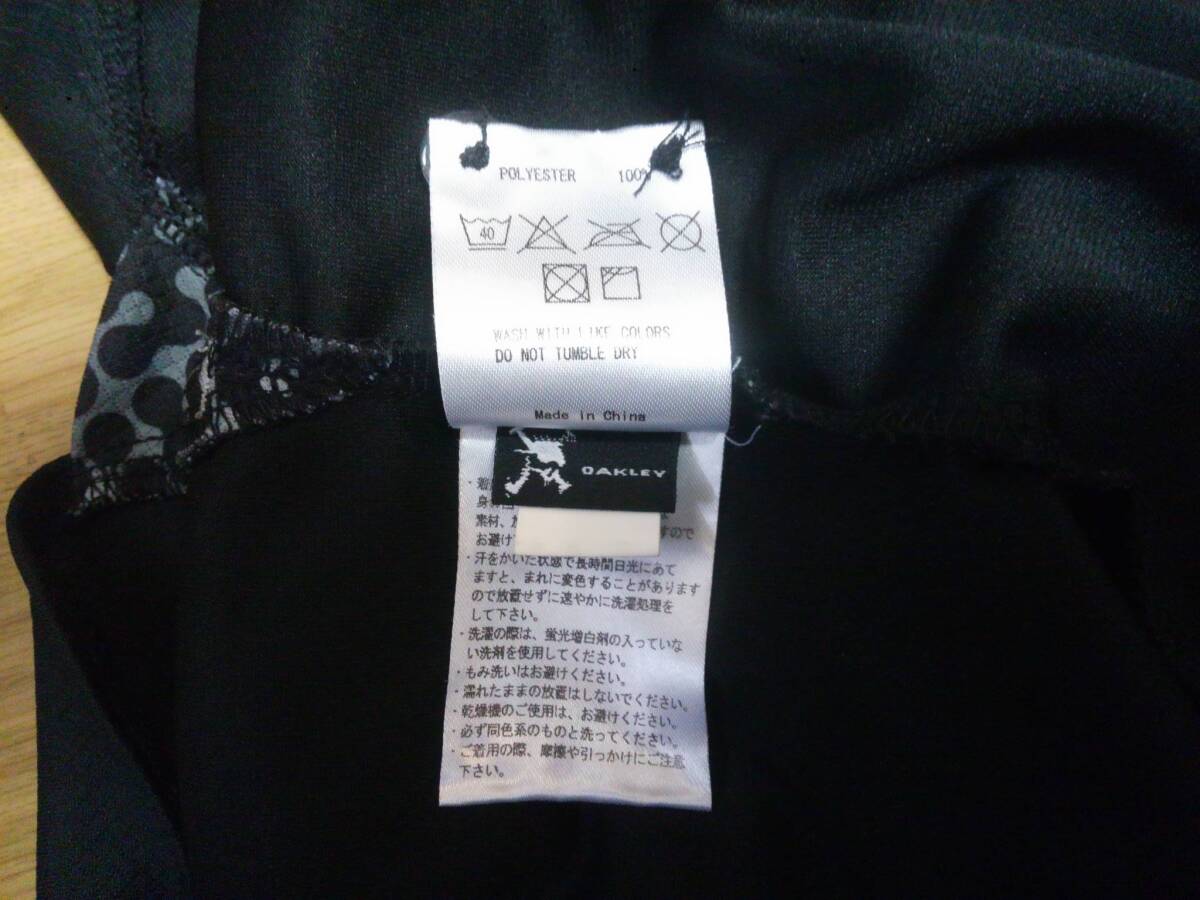 POLYESTER 100%
40
WASH WITH LIKE COLORS
DO NOT TUMBLE DRY
Made in China
OAKLEY
素材、
すので
お避け
・汗をかいた状態で長時間日光にあて
ますと、まれに変色することがあります
ので放置せずに速やかに洗濯処理を
して下さい。
・洗濯の際は、蛍光増白剤の入っていな
い洗剤を使用してください。
・もみ洗いはお避けください。
・濡れたままの放置はしないでください。
・乾燥機のご使用は、お避けください。
・必ず同色系のものと洗ってください。
・ご着用の際、摩擦や引っかけにご注意
下さい。